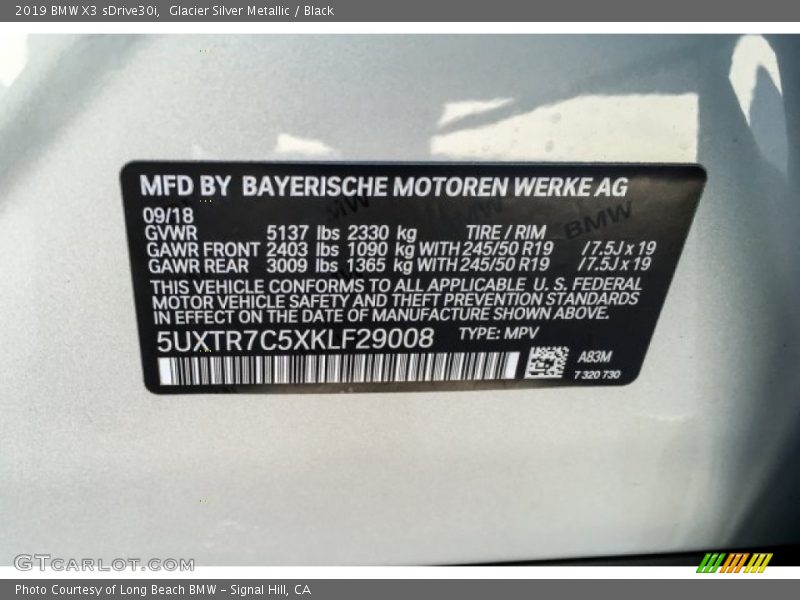 2019 BMW X3 sDrive30i,  Glacier Silver Metallic / Black
MFD BY BAYERISCHE MOTOREN WERKE AG
09/18
GVWR 5137 lbs 2330 kg TIRE / RIM
GAWR FRONT 2403 lbs 1090 kg WITH 245/50 R19 / 7.5J x 19
GAWR REAR 3009 lbs 1365 kg WITH 245/50 R19 / 7.5J x 19
THIS VEHICLE CONFORMS TO ALL APPLICABLE U. S. FEDERAL
MOTOR VEHICLE SAFETY AND THEFT PREVENTION STANDARDS
IN EFFECT ON THE DATE OF MANUFACTURE SHOWN ABOVE.
5UXTR7C5XKLF29008 TYPE: MPV
A83M
7 320 730
BMW
BMW
BMW
GTCARLOT.COM
Photo Courtesy of Long Beach BMW - Signal Hill, CA